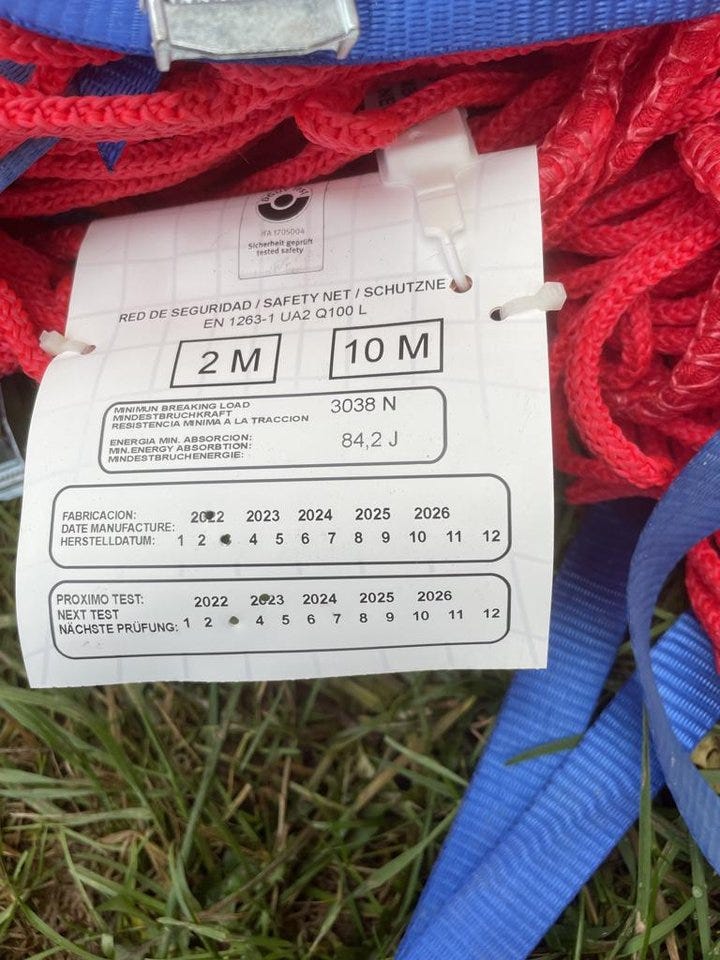 IFA 1705004
Sicherheit geprüft
tested safety
RED DE SEGURIDAD / SAFETY NET / SCHUTZNE
EN 1263-1 UA2 Q100 L
2 M 10 M
MINIMUN BREAKING LOAD
MINDESTBRUCHKRAFT
RESISTENCIA MINIMA A LA TRACCION
3038 N
ENERGIA MIN. ABSORCION:
MIN.ENERGY ABSORBTION:
MINDESTBRUCHENERGIE:
84,2 J
FABRICACION:
DATE MANUFACTURE:
HERSTELLDATUM:
2022 2023 2024 2025 2026
1 2 4 5 6 7 8 9 10 11 12
PROXIMO TEST:
NEXT TEST
NÄCHSTE PRÜFUNG:
2022 2023 2024 2025 2026
1 2 4 5 6 7 8 9 10 11 12